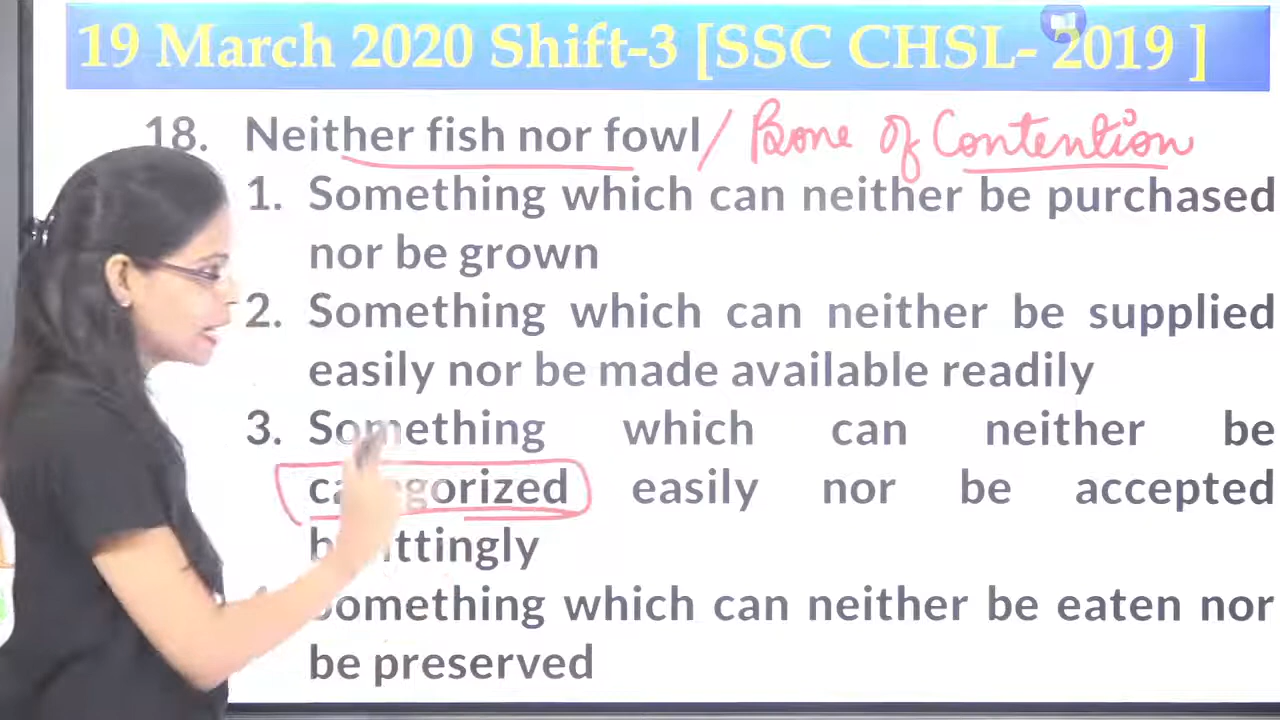 19 March 2020 Shift-3 [SSC CHSL- 2019 ]
18. Neither fish nor fowl / Bone of Contention
1. Something which can neither be purchased
nor be grown
2. Something which can neither be supplied
easily nor be made available readily
3. Something which can neither be
categorized easily nor be accepted
befittingly
Something which can neither be eaten nor
be preserved